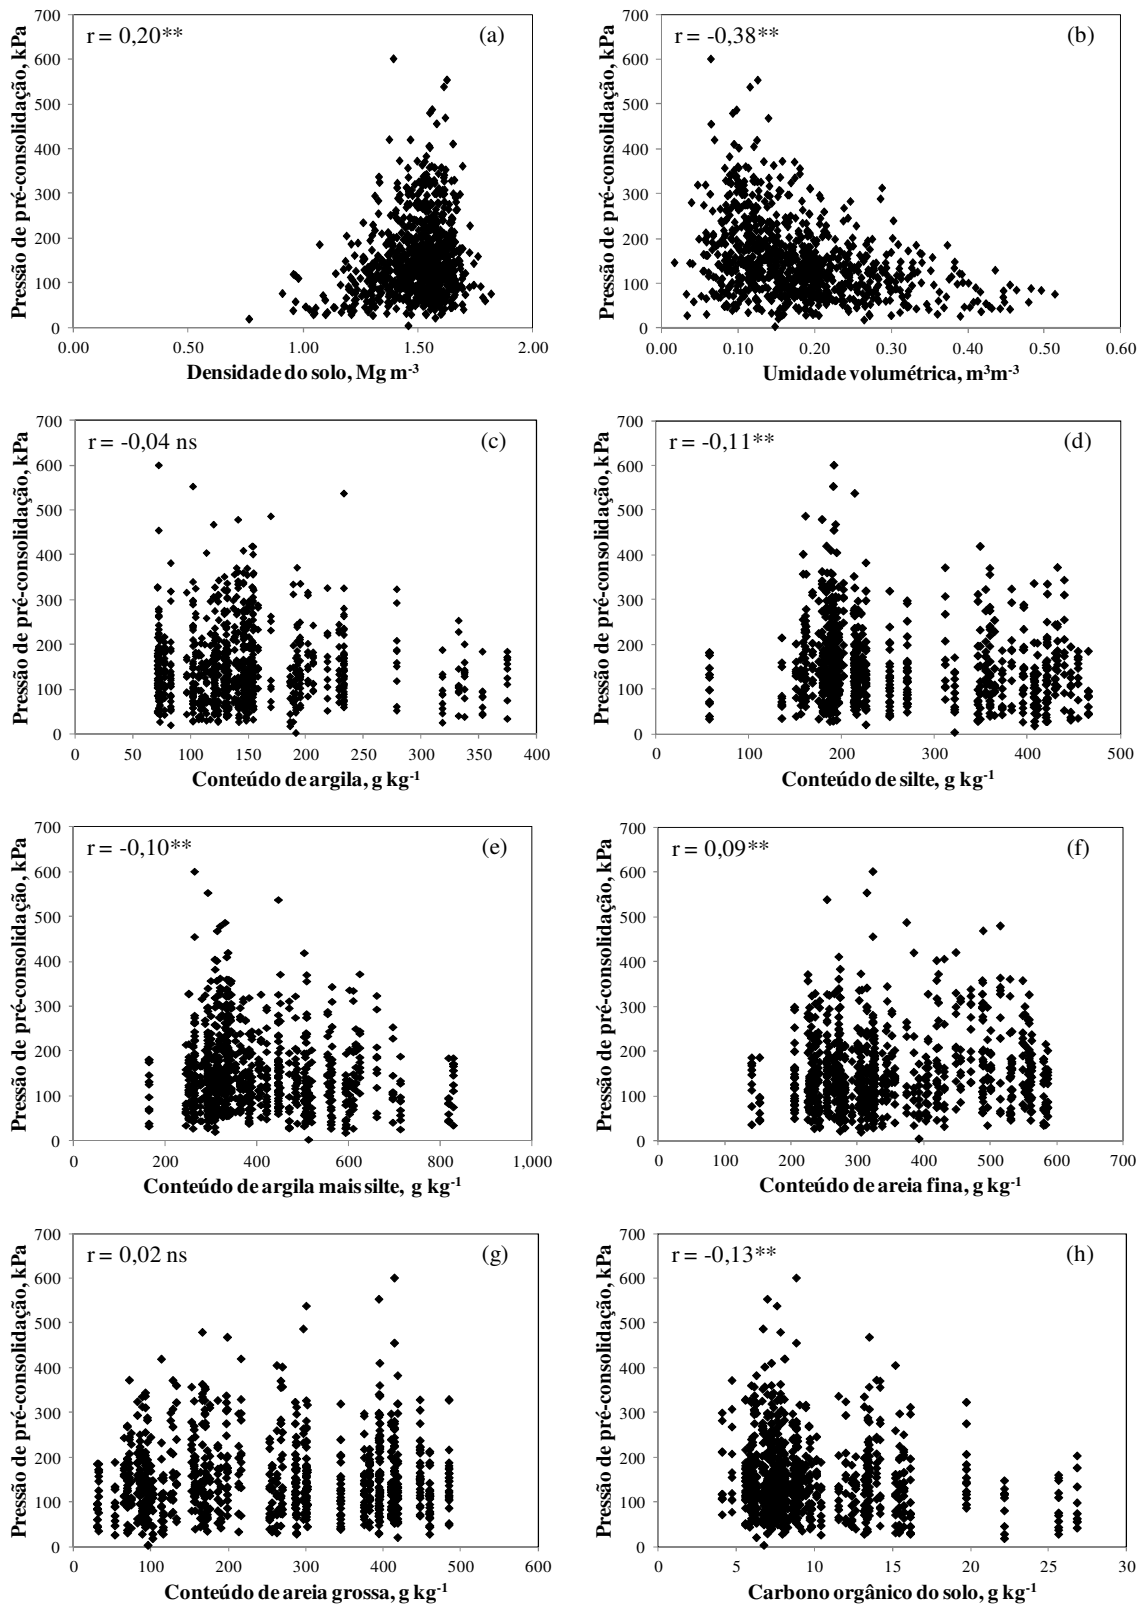 Pressão de pré-consolidação, kPa
r = 0,20**
(a)
700
600
500
400
300
200
100
0
0.00 0.50 1.00 1.50 2.00
Densidade do solo, Mg m-3
Pressão de pré-consolidação, kPa
r = -0,38**
(b)
700
600
500
400
300
200
100
0
0.00 0.10 0.20 0.30 0.40 0.50 0.60
Umidade volumétrica, m³m-3
Pressão de pré-consolidação, kPa
r = -0,04 ns
(c)
700
600
500
400
300
200
100
0
0 50 100 150 200 250 300 350 400
Conteúdo de argila, g kg-1
Pressão de pré-consolidação, kPa
r = -0,11**
(d)
700
600
500
400
300
200
100
0
0 100 200 300 400 500
Conteúdo de silte, g kg-1
Pressão de pré-consolidação, kPa
r = -0,10**
(e)
700
600
500
400
300
200
100
0
0 200 400 600 800 1,000
Conteúdo de argila mais silte, g kg-1
Pressão de pré-consolidação, kPa
r = 0,09**
(f)
700
600
500
400
300
200
100
0
0 100 200 300 400 500 600 700
Conteúdo de areia fina, g kg-1
Pressão de pré-consolidação, kPa
r = 0,02 ns
(g)
700
600
500
400
300
200
100
0
0 100 200 300 400 500 600
Conteúdo de areia grossa, g kg-1
Pressão de pré-consolidação, kPa
r = -0,13**
(h)
700
600
500
400
300
200
100
0
0 5 10 15 20 25 30
Carbono orgânico do solo, g kg-1